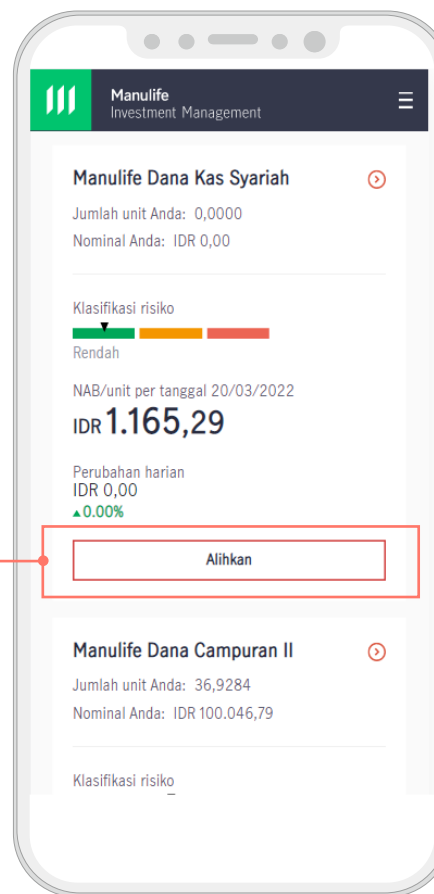 Manulife
Investment Management
Manulife Dana Kas Syariah
Jumlah unit Anda: 0,0000
Nominal Anda: IDR 0,00
Klasifikasi risiko
Rendah
NAB/unit per tanggal 20/03/2022
IDR 1.165,29
Perubahan harian
IDR 0,00
▲0.00%
Alihkan
Manulife Dana Campuran II
Jumlah unit Anda: 36,9284
Nominal Anda: IDR 100.046,79
Klasifikasi risiko